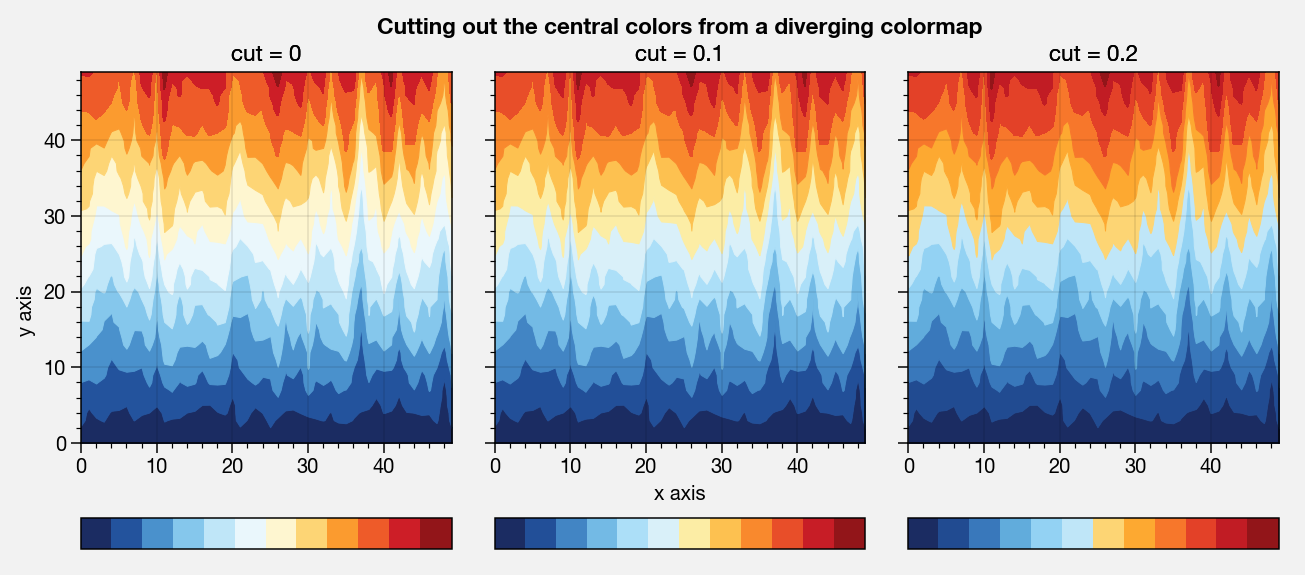 Cutting out the central colors from a diverging colormap
cut = 0
cut = 0.1
cut = 0.2
y axis
40
30
20
10
0
0 10 20 30 40
0 10 20 30 40
0 10 20 30 40
x axis